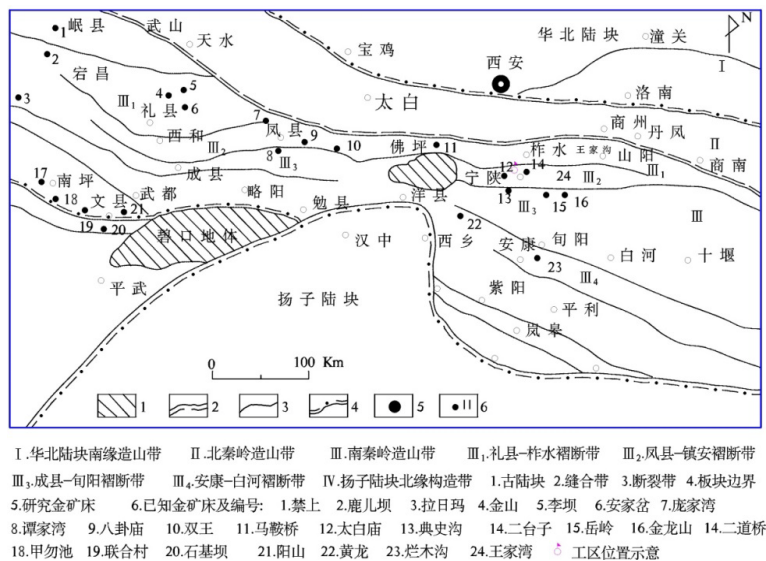 岷县 武山 天水 宝鸡 华北陆块 潼关 N
1
2 宕昌 西安 Ⅰ
3 4 5 Ⅲ₁ 礼县 6 太白 洛南
7 凤县 商州 丹凤
西和 Ⅲ₂ 8 9 Ⅲ₃ 10 佛坪 11 柞水 王家沟 山阳 Ⅱ 商南
成县 12 14 宁陕 24 Ⅲ₂ Ⅲ₁
17 南坪 武都 略阳 勉县 洋县 13 Ⅲ₃ 15 16 Ⅲ
18 文县 21
19 20 碧口地体 汉中 西乡 22 安康 旬阳 白河 十堰
23
平武 紫阳 Ⅲ₄
扬子陆块 平利
岚皋
0 100 Km
1 2 3 4 5 11 6
Ⅰ.华北陆块南缘造山带 Ⅱ.北秦岭造山带 Ⅲ.南秦岭造山带 Ⅲ₁.礼县-柞水褶断带 Ⅲ₂.凤县-镇安褶断带
Ⅲ₃.成县-旬阳褶断带 Ⅲ₄.安康-白河褶断带 Ⅳ.扬子陆块北缘构造带 1.古陆块 2.缝合带 3.断裂带 4.板块边界
5.研究金矿床 6.已知金矿床及编号: 1.禁上 2.鹿儿坝 3.拉日玛 4.金山 5.李坝 6.安家岔 7.庞家湾
8.谭家湾 9.八卦庙 10.双王 11.马鞍桥 12.太白庙 13.典史沟 14.二台子 15.岳岭 16.金龙山 14.二道桥
18.甲勿池 19.联合村 20.石基坝 21.阳山 22.黄龙 23.烂木沟 24.王家湾 工区位置示意